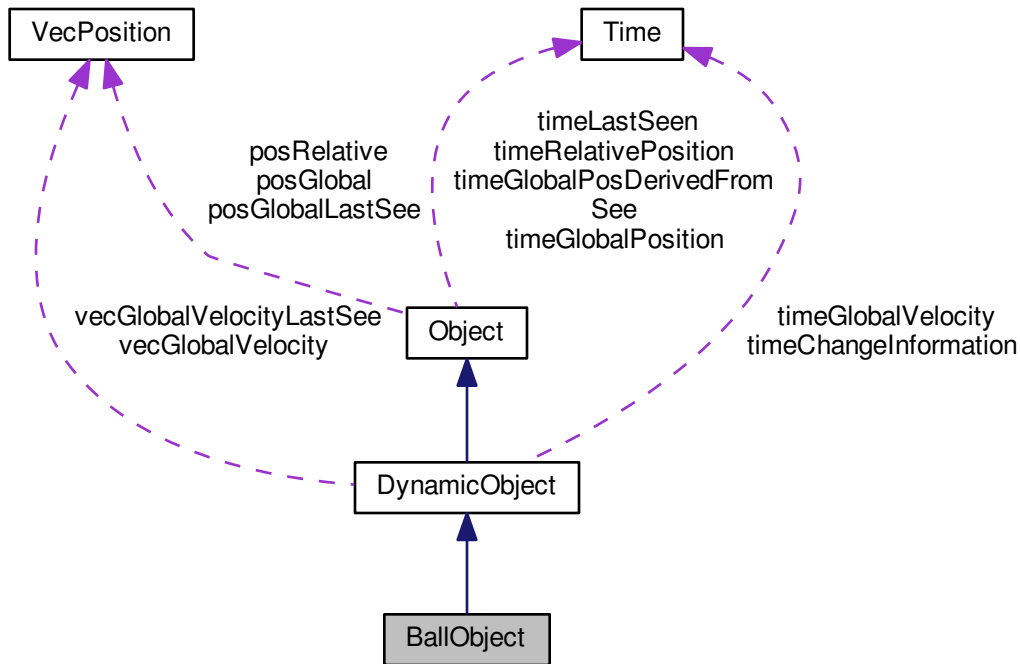 VecPosition
Time
posRelative
posGlobal
posGlobalLastSee
timeLastSeen
timeRelativePosition
timeGlobalPosDerivedFrom
See
timeGlobalPosition
vecGlobalVelocityLastSee
vecGlobalVelocity
Object
timeGlobalVelocity
timeChangeInformation
DynamicObject
BallObject